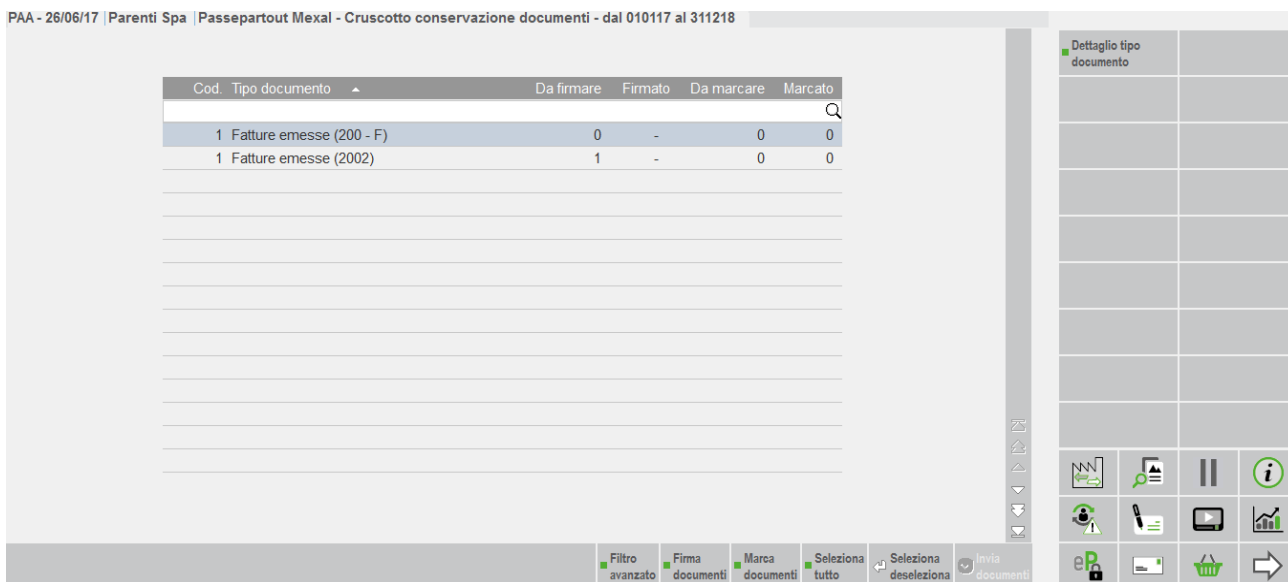 PAA - 26/06/17 Parenti Spa Passepartout Mexal - Cruscotto conservazione documenti - dal 010117 al 311218
Dettaglio tipo
documento
Cod. Tipo documento Da firmare Firmato Da marcare Marcato
1 Fatture emesse (200 - F) 0 - 0 0
1 Fatture emesse (2002) 1 - 0 0
Filtro avanzato
Firma documenti
Marca documenti
Seleziona tutto
Seleziona deseleziona
Invia documenti
i
eP